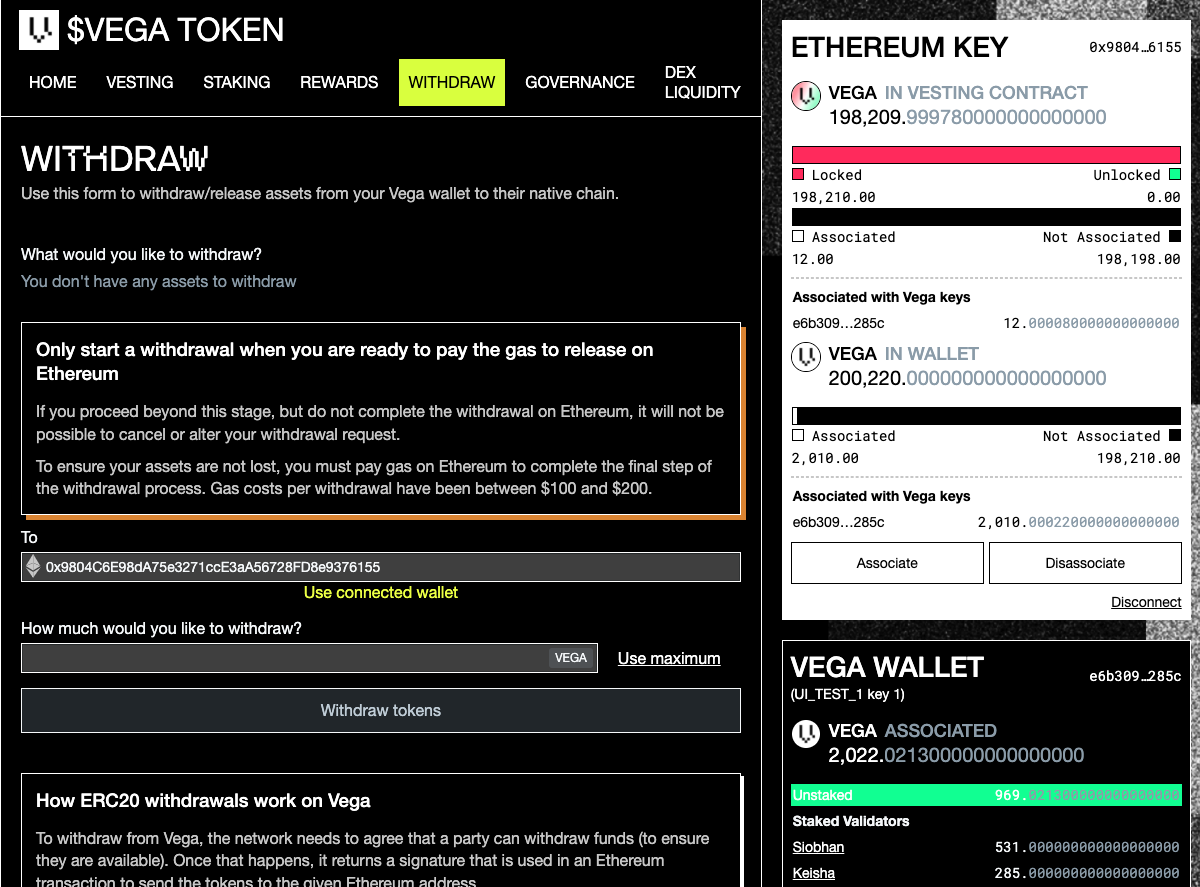 $VEGA TOKEN
HOME VESTING STAKING REWARDS WITHDRAW GOVERNANCE DEX LIQUIDITY
WITHDRAW
Use this form to withdraw/release assets from your Vega wallet to their native chain.
What would you like to withdraw?
You don't have any assets to withdraw
Only start a withdrawal when you are ready to pay the gas to release on
Ethereum
If you proceed beyond this stage, but do not complete the withdrawal on Ethereum, it will not be
possible to cancel or alter your withdrawal request.
To ensure your assets are not lost, you must pay gas on Ethereum to complete the final step of
the withdrawal process. Gas costs per withdrawal have been between $100 and $200.
To
0x9804C6E98dA75e3271ccE3aA56728FD8e9376155
Use connected wallet
How much would you like to withdraw?
VEGA Use maximum
Withdraw tokens
How ERC20 withdrawals work on Vega
To withdraw from Vega, the network needs to agree that a party can withdraw funds (to ensure
they are available). Once that happens, it returns a signature that is used in an Ethereum
transaction to send the tokens to the given Ethereum address.
ETHEREUM KEY 0x9804…6155
VEGA IN VESTING CONTRACT
198,209.999780000000000000
Locked Unlocked
198,210.00 0.00
Associated Not Associated
12.00 198,198.00
Associated with Vega keys
e6b309…285c 12.000080000000000000
VEGA IN WALLET
200,220.000000000000000000
Associated Not Associated
2,010.00 198,210.00
Associated with Vega keys
e6b309…285c 2,010.000220000000000000
Associate Disassociate
Disconnect
VEGA WALLET e6b309…285c
(UI_TEST_1 key 1)
VEGA ASSOCIATED
2,022.021300000000000000
Unstaked 969.021300000000000000
Staked Validators
Siobhan 531.000000000000000000
Keisha 285.000000000000000000